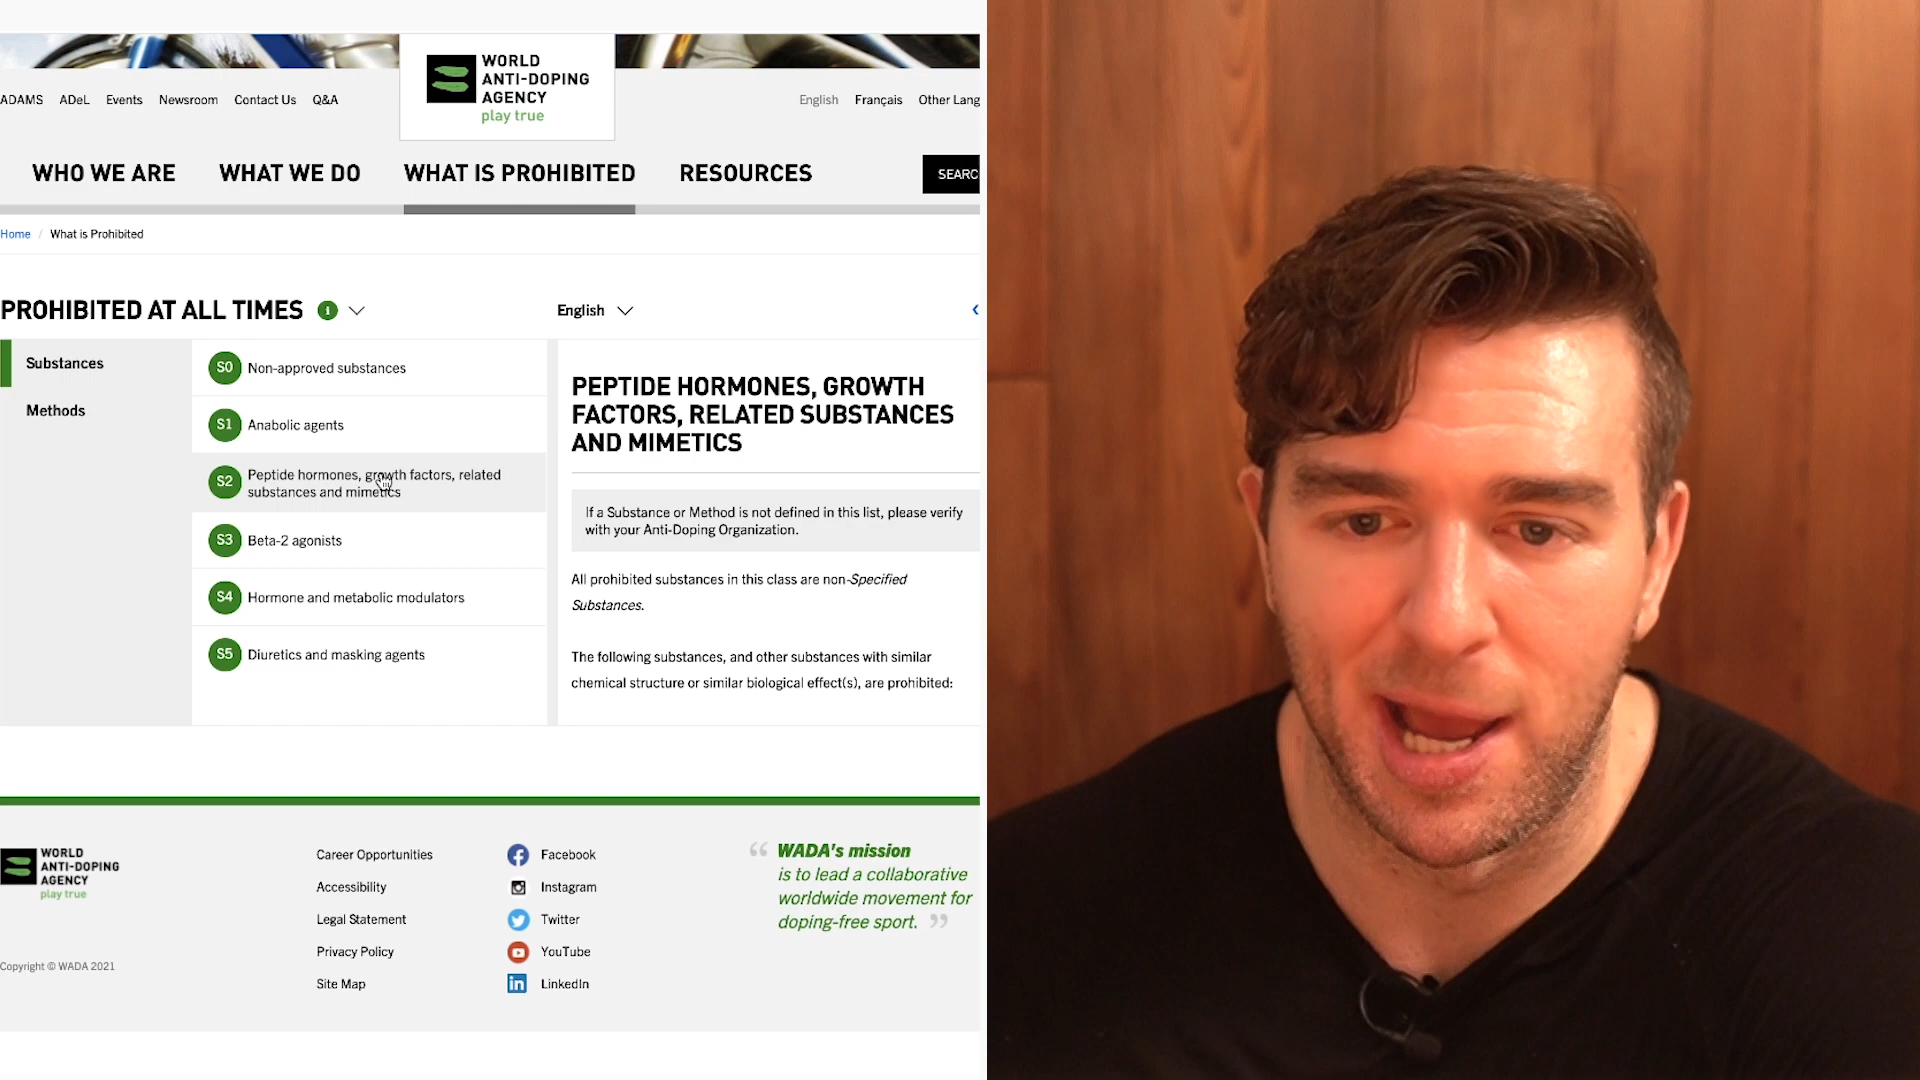 WORLD
ANTI-DOPING
AGENCY
play true
ADAMS ADeL Events Newsroom Contact Us Q&A
English Français Other Lang
WHO WE ARE WHAT WE DO WHAT IS PROHIBITED RESOURCES
SEARC
Home / What is Prohibited
PROHIBITED AT ALL TIMES i
English
Substances
Methods
S0 Non-approved substances
S1 Anabolic agents
S2 Peptide hormones, growth factors, related
substances and mimetics
S3 Beta-2 agonists
S4 Hormone and metabolic modulators
S5 Diuretics and masking agents
PEPTIDE HORMONES, GROWTH
FACTORS, RELATED SUBSTANCES
AND MIMETICS
If a Substance or Method is not defined in this list, please verify
with your Anti-Doping Organization.
All prohibited substances in this class are non-Specified
Substances.
The following substances, and other substances with similar
chemical structure or similar biological effect(s), are prohibited:
WORLD
ANTI-DOPING
AGENCY
play true
Copyright © WADA 2021
Career Opportunities
Accessibility
Legal Statement
Privacy Policy
Site Map
Facebook
Instagram
Twitter
YouTube
in LinkedIn
“ WADA's mission
is to lead a collaborative
worldwide movement for
doping-free sport. ”